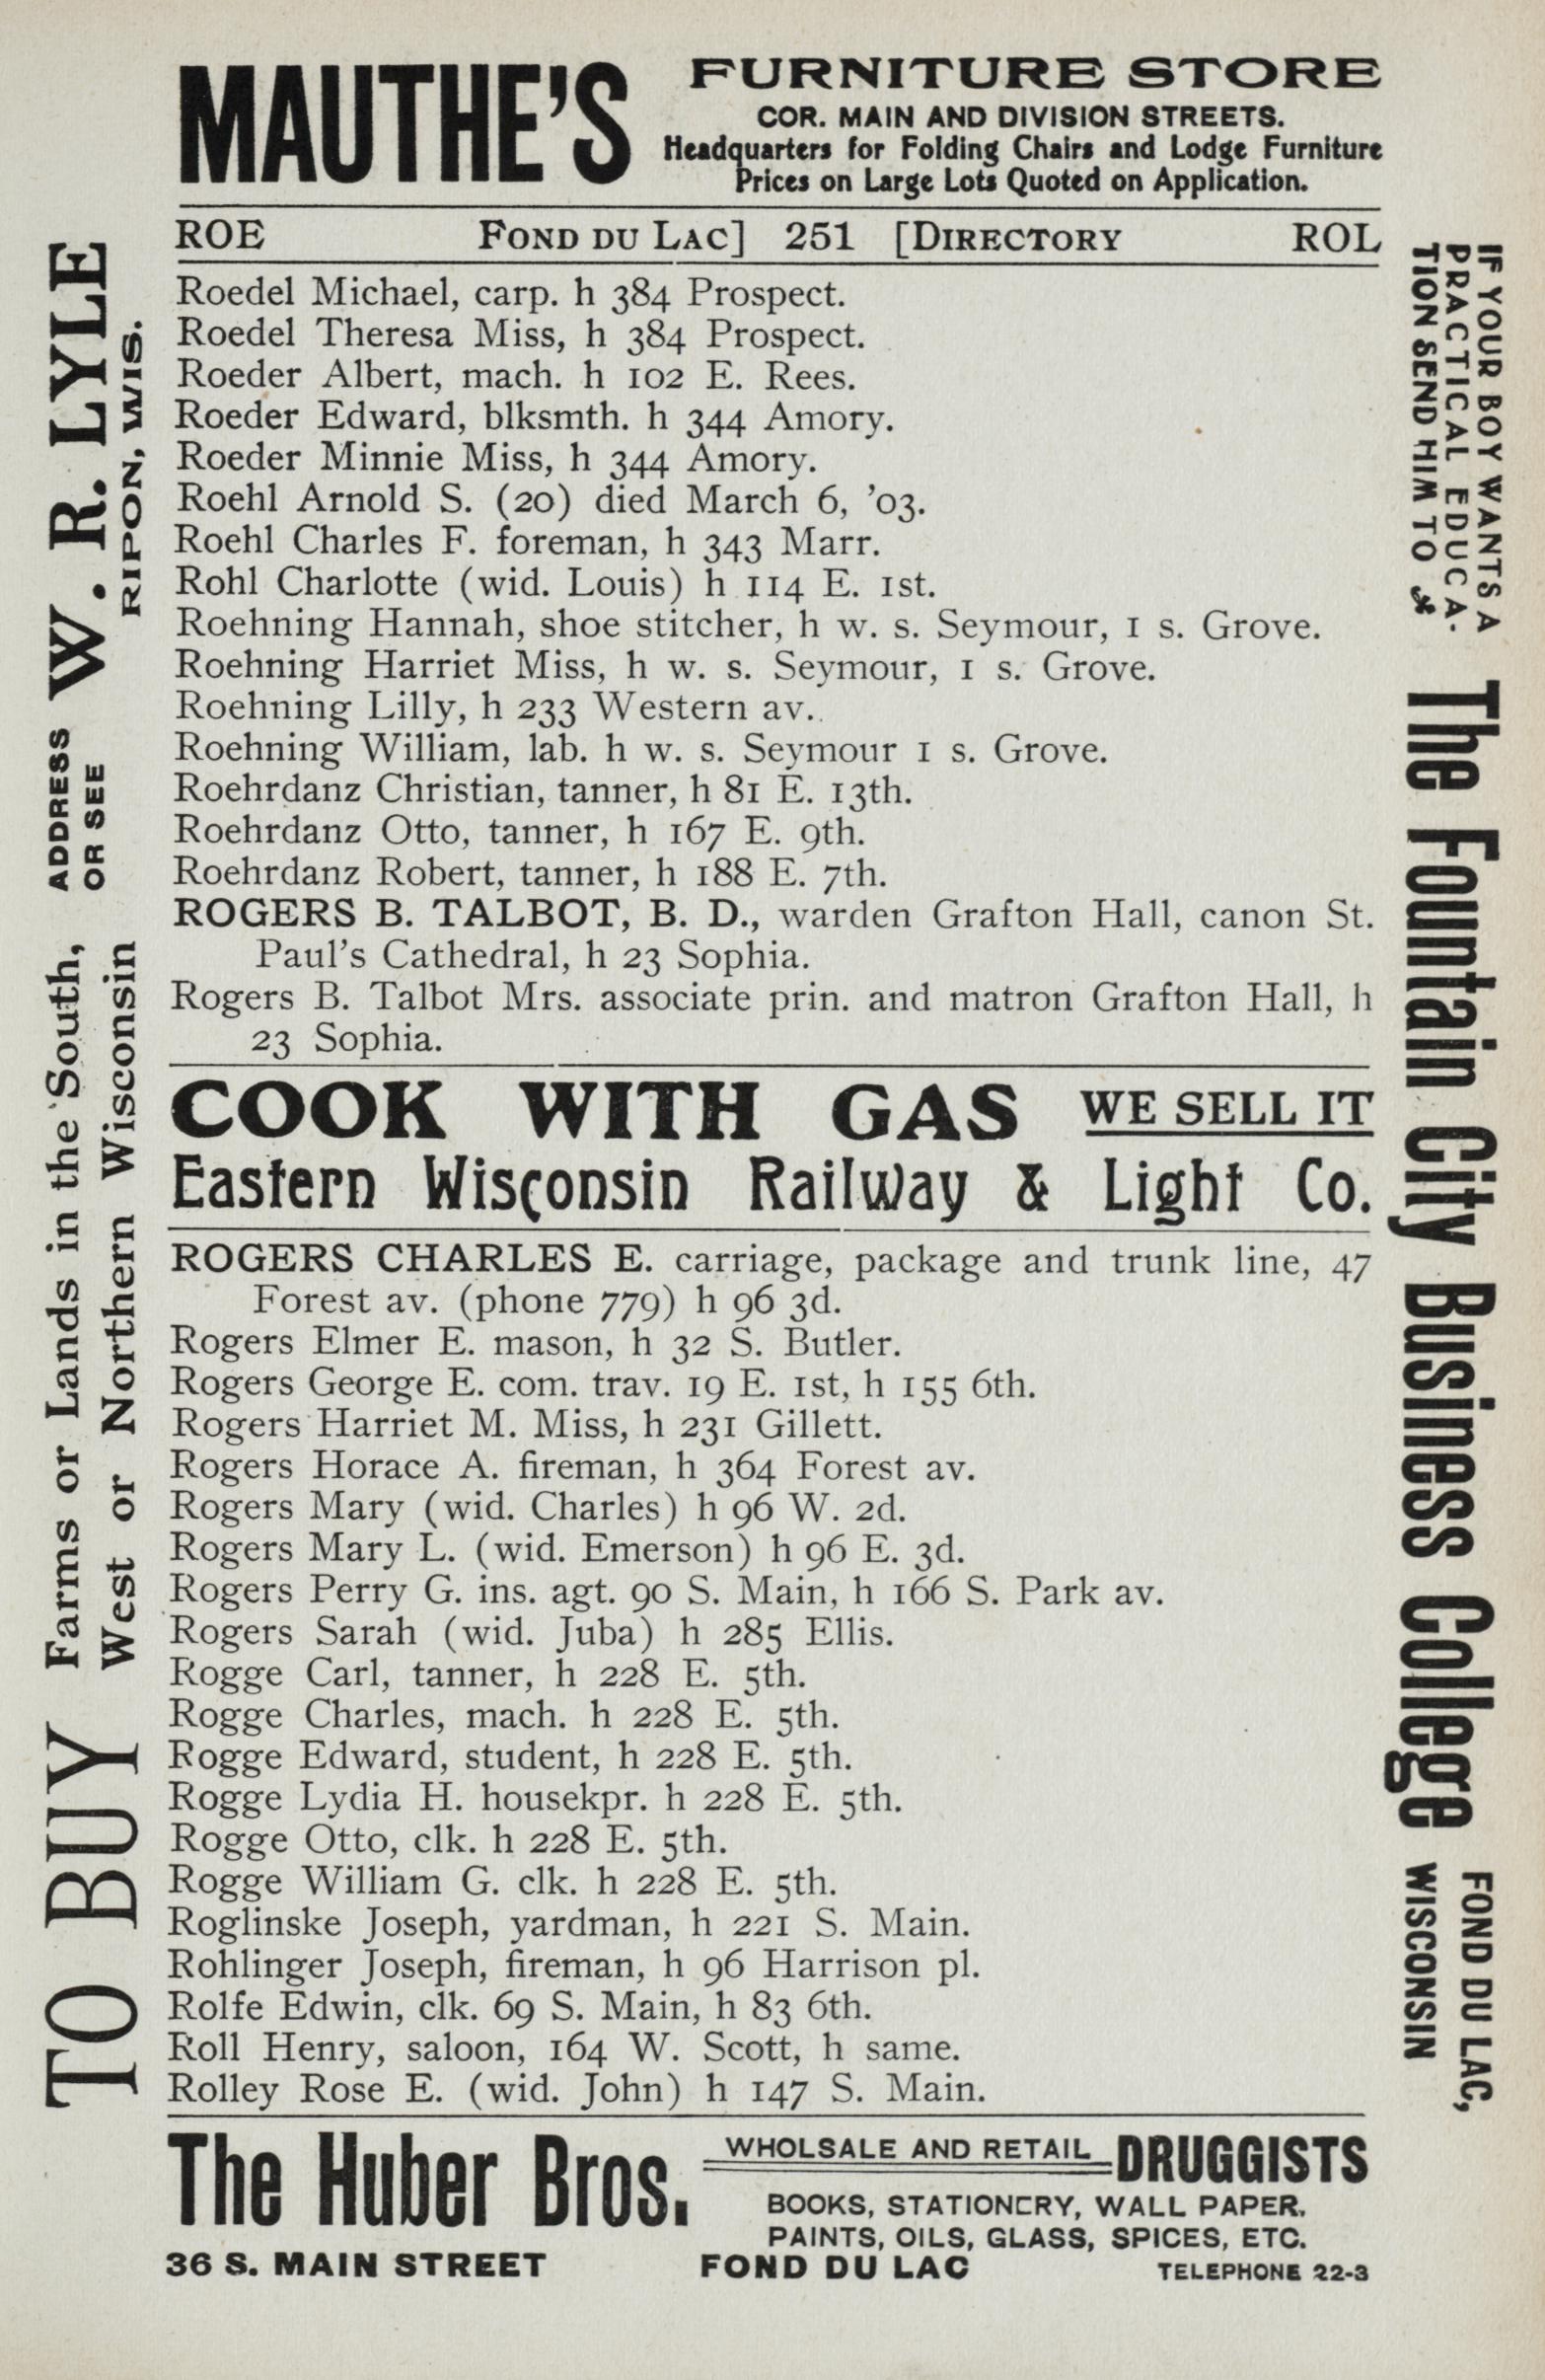 MAUTHE'S
FURNITURE STORE
COR. MAIN AND DIVISION STREETS.
Headquarters for Folding Chairs and Lodge Furniture
Prices on Large Lots Quoted on Application.
ROE FOND DU LAC] 251 [DIRECTORY ROL
Roedel Michael, carp. h 384 Prospect.
Roedel Theresa Miss, h 384 Prospect.
Roeder Albert, mach. h 102 E. Rees.
Roeder Edward, blksmth. h 344 Amory.
Roeder Minnie Miss, h 344 Amory.
Roehl Arnold S. (20) died March 6, '03.
Roehl Charles F. foreman, h 343 Marr.
Rohl Charlotte (wid. Louis) h 114 E. 1st.
Roehning Hannah, shoe stitcher, h w. s. Seymour, 1 s. Grove.
Roehning Harriet Miss, h w. s. Seymour, 1 s. Grove.
Roehning Lilly, h 233 Western av.
Roehning William, lab. h w. s. Seymour 1 s. Grove.
Roehrdanz Christian, tanner, h 81 E. 13th.
Roehrdanz Otto, tanner, h 167 E. 9th.
Roehrdanz Robert, tanner, h 188 E. 7th.
ROGERS B. TALBOT, B. D., warden Grafton Hall, canon St.
Paul's Cathedral, h 23 Sophia.
Rogers B. Talbot Mrs. associate prin. and matron Grafton Hall, h
23 Sophia.
COOK WITH GAS WE SELL IT
Eastern Wisconsin Railway & Light Co.
ROGERS CHARLES E. carriage, package and trunk line, 47
Forest av. (phone 779) h 96 3d.
Rogers Elmer E. mason, h 32 S. Butler.
Rogers George E. com. trav. 19 E. 1st, h 155 6th.
Rogers Harriet M. Miss, h 231 Gillett.
Rogers Horace A. fireman, h 364 Forest av.
Rogers Mary (wid. Charles) h 96 W. 2d.
Rogers Mary L. (wid. Emerson) h 96 E. 3d.
Rogers Perry G. ins. agt. 90 S. Main, h 166 S. Park av.
Rogers Sarah (wid. Juba) h 285 Ellis.
Rogge Carl, tanner, h 228 E. 5th.
Rogge Charles, mach. h 228 E. 5th.
Rogge Edward, student, h 228 E. 5th.
Rogge Lydia H. housekpr. h 228 E. 5th.
Rogge Otto, clk. h 228 E. 5th.
Rogge William G. clk. h 228 E. 5th.
Roglinske Joseph, yardman, h 221 S. Main.
Rohlinger Joseph, fireman, h 96 Harrison pl.
Rolfe Edwin, clk. 69 S. Main, h 83 6th.
Roll Henry, saloon, 164 W. Scott, h same.
Rolley Rose E. (wid. John) h 147 S. Main.
The Huber Bros.
WHOLSALE AND RETAIL DRUGGISTS
BOOKS, STATIONERY, WALL PAPER,
PAINTS, OILS, GLASS, SPICES, ETC.
36 S. MAIN STREET FOND DU LAC TELEPHONE 22-3
TO BUY
Farms or Lands in the South,
West or Northern Wisconsin
ADDRESS
OR SEE
W. R. LYLE
RIPON, WIS.
IF YOUR BOY WANTS A
PRACTICAL EDUCA-
TION SEND HIM TO
The Fountain City Business College
FOND DU LAC,
WISCONSIN